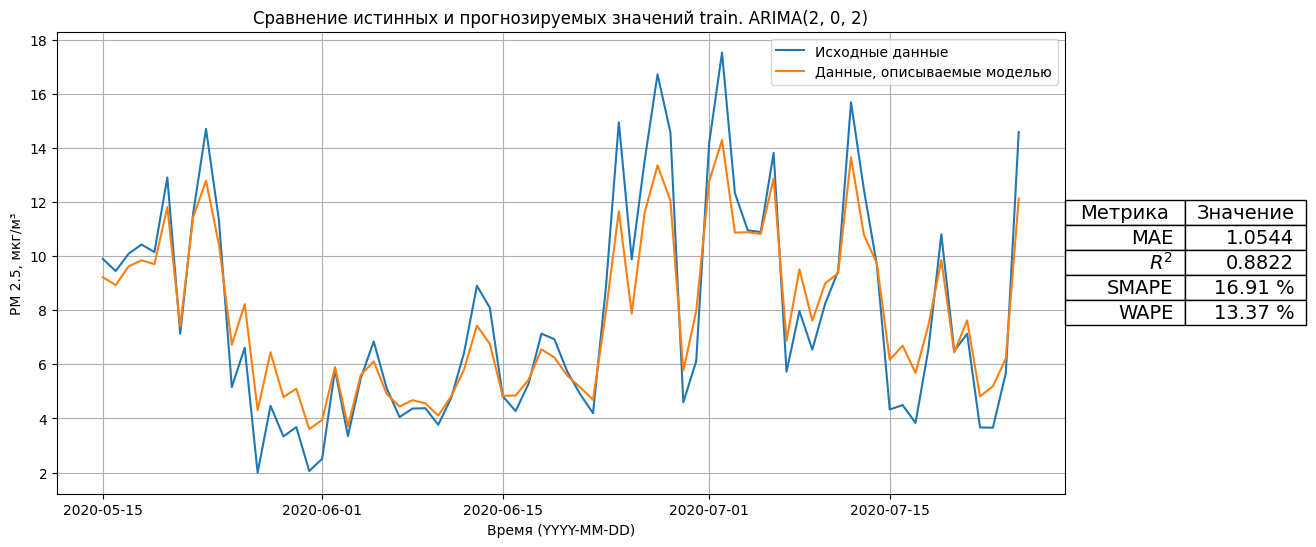 Сравнение истинных и прогнозируемых значений train. ARIMA(2, 0, 2)
Исходные данные
Данные, описываемые моделью
18
16
14
12
10
8
6
4
2
PM 2.5, мкг/м³
2020-05-15 2020-06-01 2020-06-15 2020-07-01 2020-07-15
Время (YYYY-MM-DD)
Метрика Значение
MAE 1.0544
R² 0.8822
SMAPE 16.91 %
WAPE 13.37 %